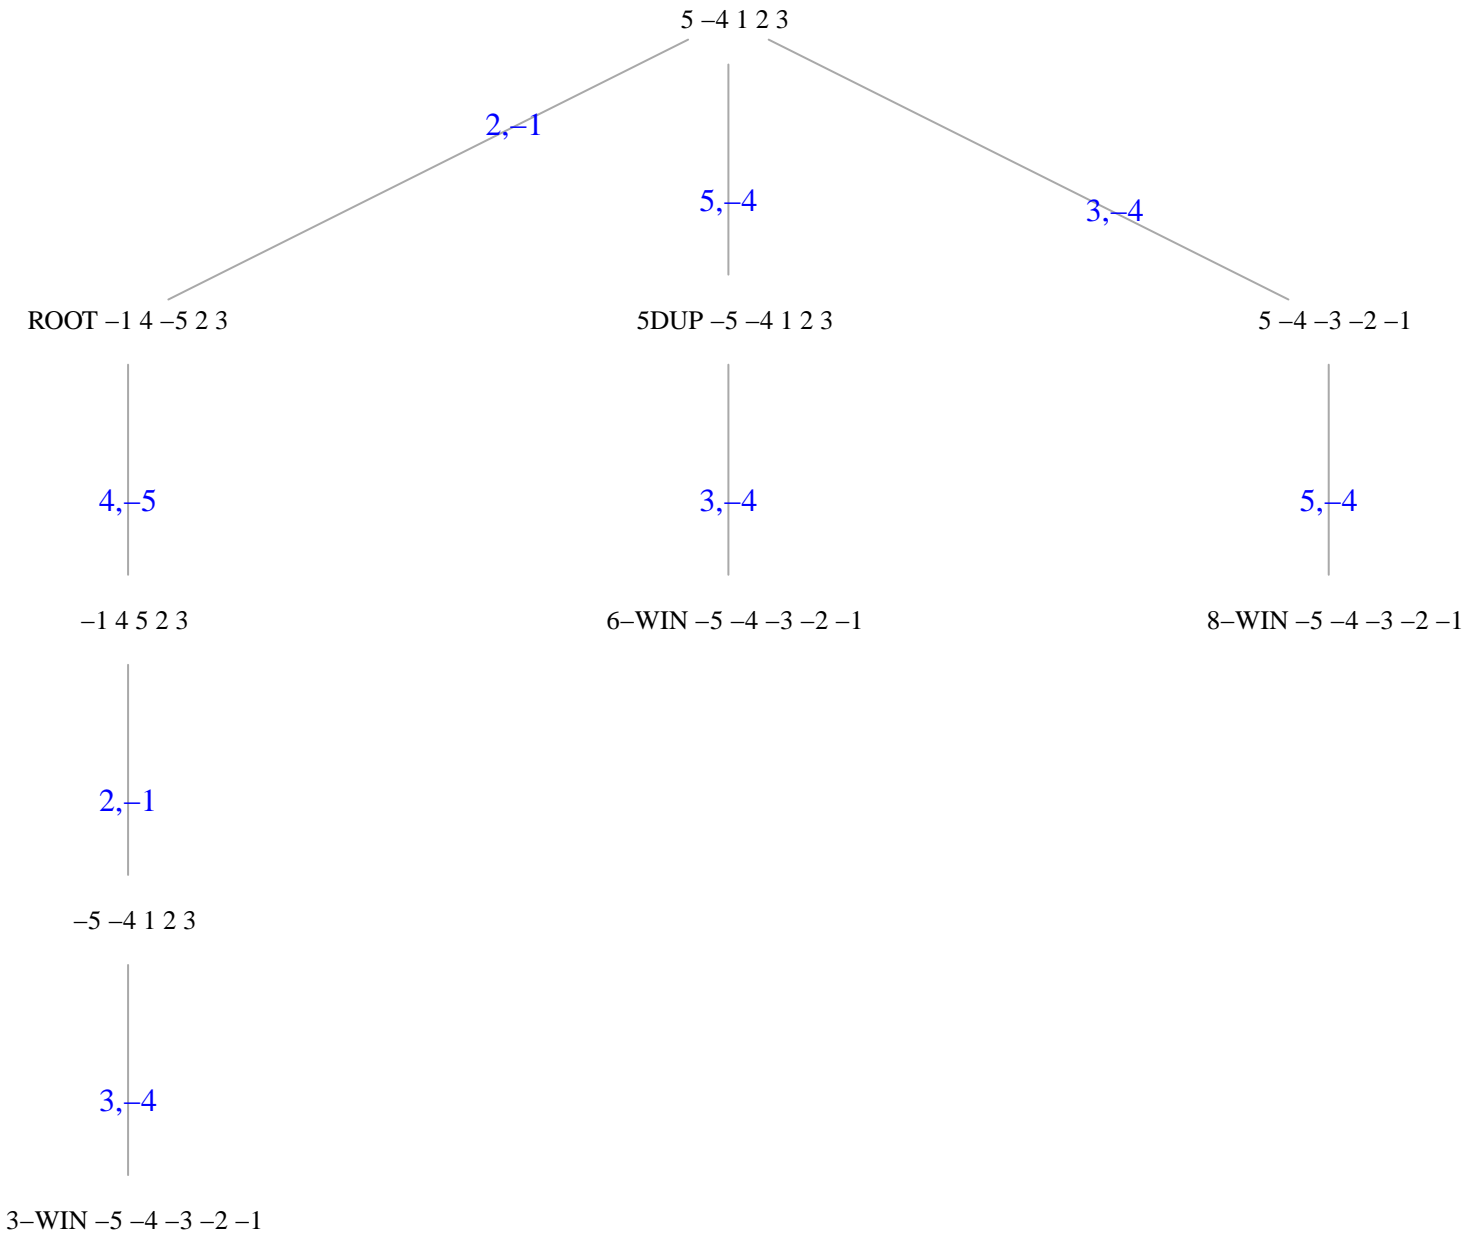 5 –4 1 2 3
2,–1
5,–4
3,–4
ROOT –1 4 –5 2 3
5DUP –5 –4 1 2 3
5 –4 –3 –2 –1
4,–5
3,–4
5,–4
–1 4 5 2 3
6–WIN –5 –4 –3 –2 –1
8–WIN –5 –4 –3 –2 –1
2,–1
–5 –4 1 2 3
3,–4
3–WIN –5 –4 –3 –2 –1